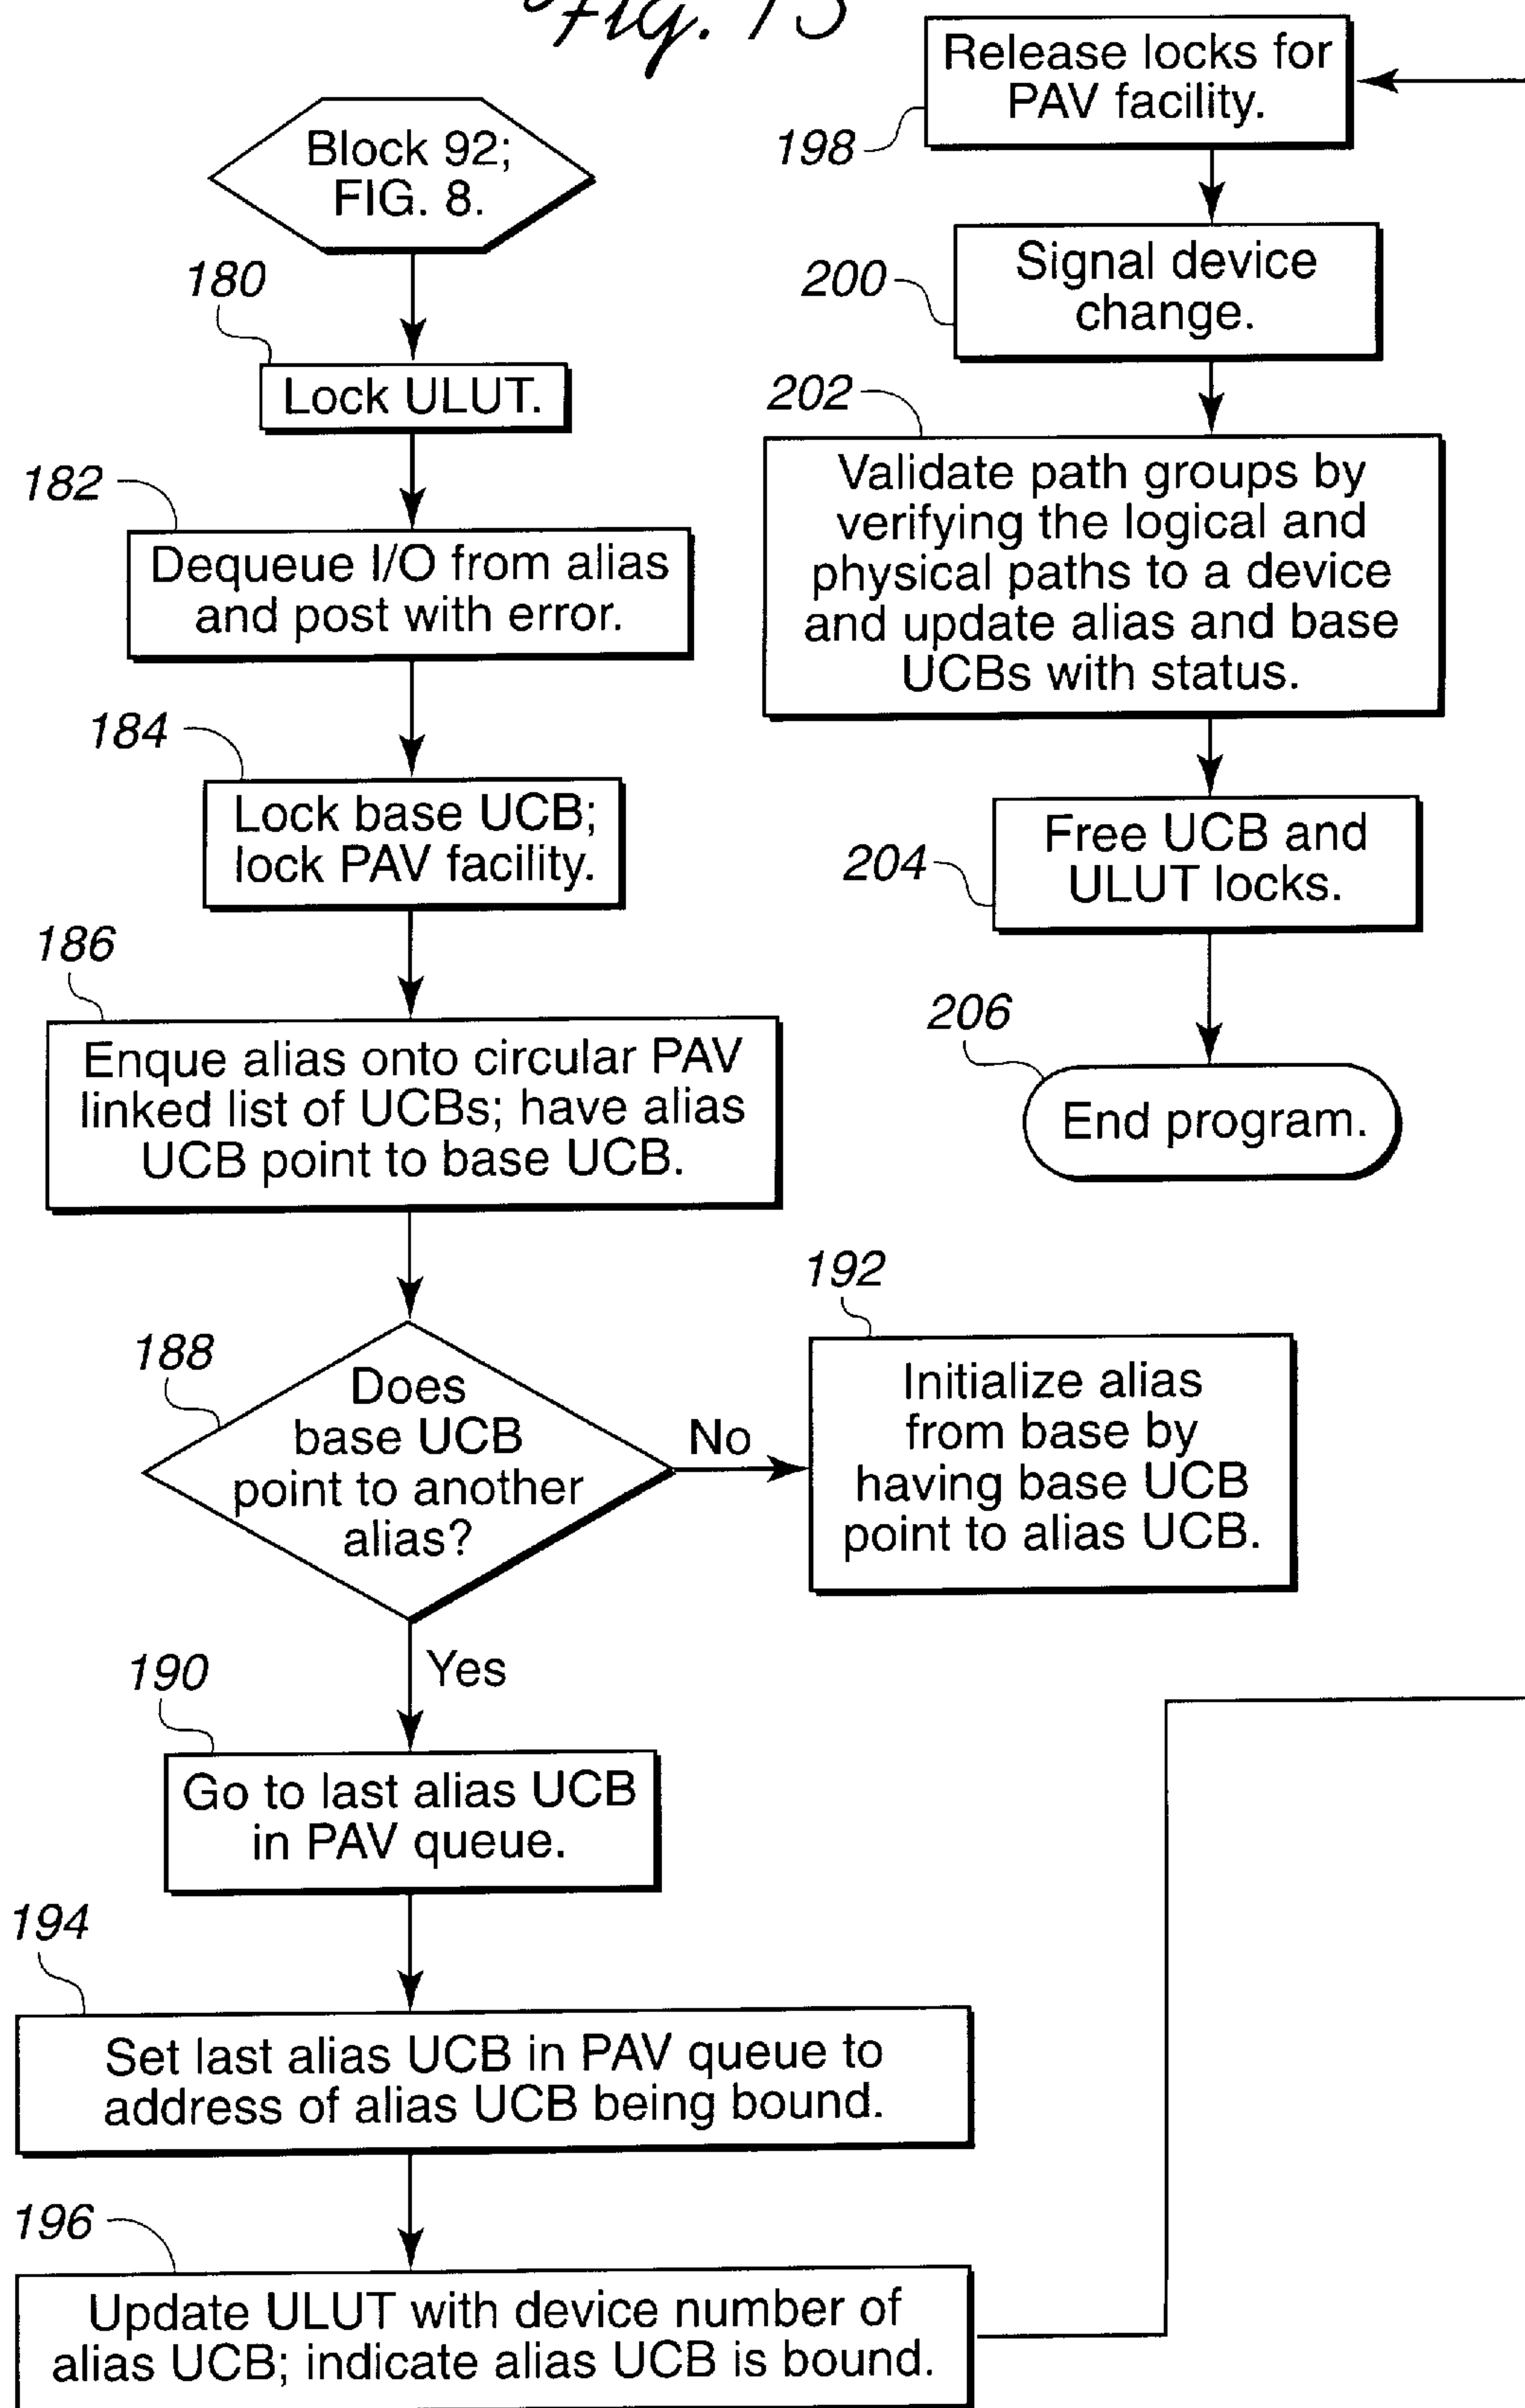 Fig. 13
Block 92;
FIG. 8.
180
Lock ULUT.
182
Dequeue I/O from alias
and post with error.
184
Lock base UCB;
lock PAV facility.
186
Enque alias onto circular PAV
linked list of UCBs; have alias
UCB point to base UCB.
188
Does
base UCB
point to another
alias?
No
Yes
192
Initialize alias
from base by
having base UCB
point to alias UCB.
190
Go to last alias UCB
in PAV queue.
194
Set last alias UCB in PAV queue to
address of alias UCB being bound.
196
Update ULUT with device number of
alias UCB; indicate alias UCB is bound.
Release locks for
PAV facility.
198
Signal device
change.
200
202
Validate path groups by
verifying the logical and
physical paths to a device
and update alias and base
UCBs with status.
Free UCB and
ULUT locks.
204
206
End program.